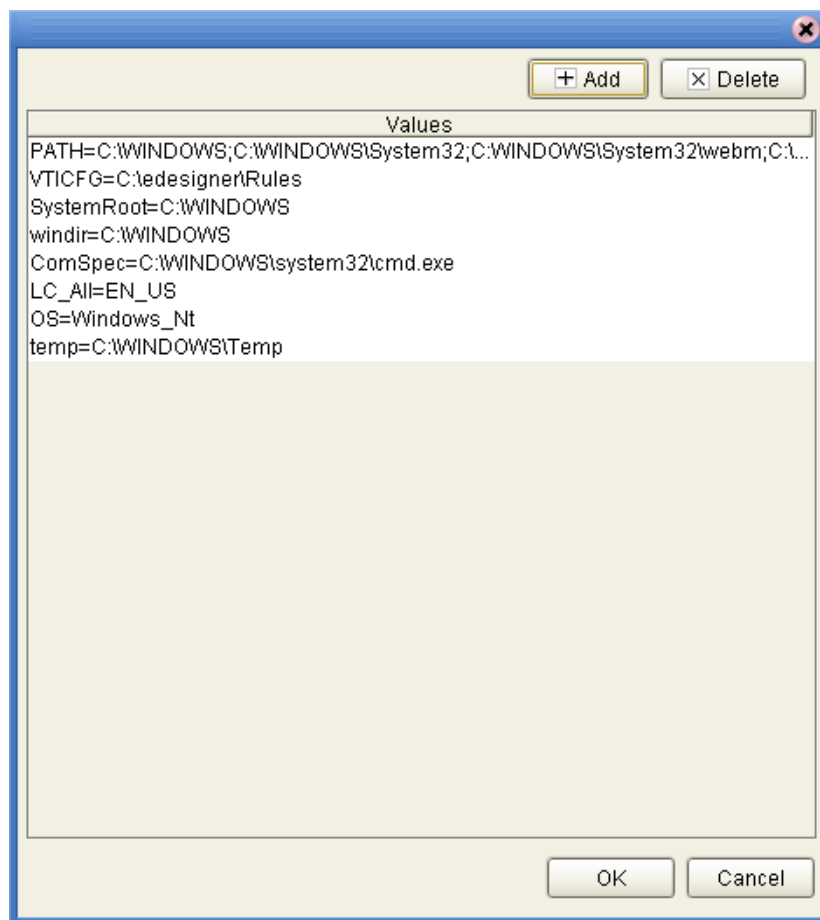 Add Delete
Values
PATH=C:\WINDOWS;C:\WINDOWS\System32;C:\WINDOWS\System32\webm;C:\...
VTICFG=C:\edesigner\Rules
SystemRoot=C:\WINDOWS
windir=C:\WINDOWS
ComSpec=C:\WINDOWS\system32\cmd.exe
LC_All=EN_US
OS=Windows_Nt
temp=C:\WINDOWS\Temp
OK Cancel